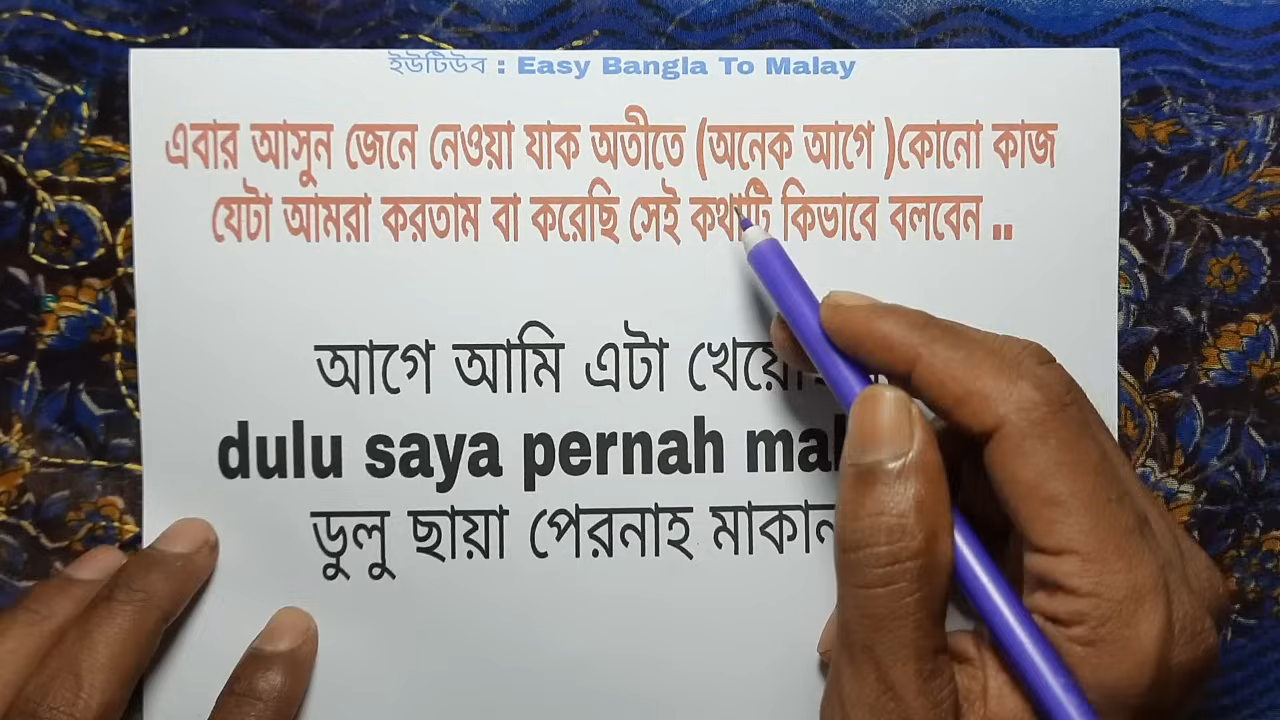 ইউটিউব : Easy Bangla To Malay
এবার আসুন জেনে নেওয়া যাক অতীতে (অনেক আগে )কোনো কাজ
যেটা আমরা করতাম বা করেছি সেই কথাটি কিভাবে বলবেন ..
আগে আমি এটা
dulu saya pernah
ডুলু ছায়া পেরনাহ মাকান